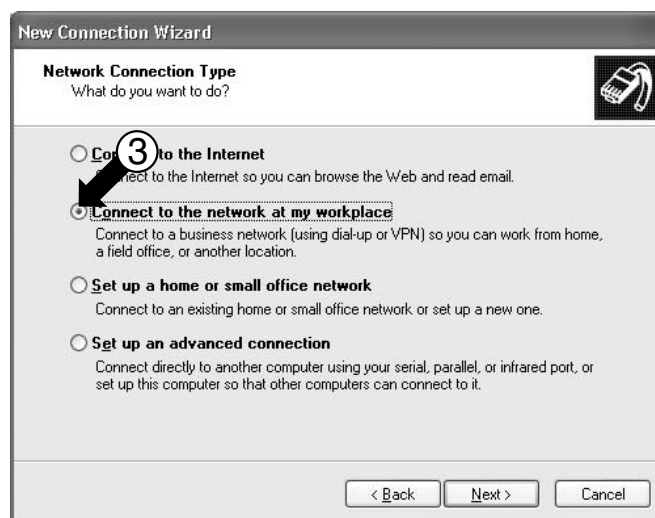 New Connection Wizard
Network Connection Type
What do you want to do?
③
to the Internet
to the Internet so you can browse the Web and read email.
Connect to the network at my workplace
Connect to a business network (using dial-up or VPN) so you can work from home,
a field office, or another location.
Set up a home or small office network
Connect to an existing home or small office network or set up a new one.
Set up an advanced connection
Connect directly to another computer using your serial, parallel, or infrared port, or
set up this computer so that other computers can connect to it.
< Back
Next >
Cancel